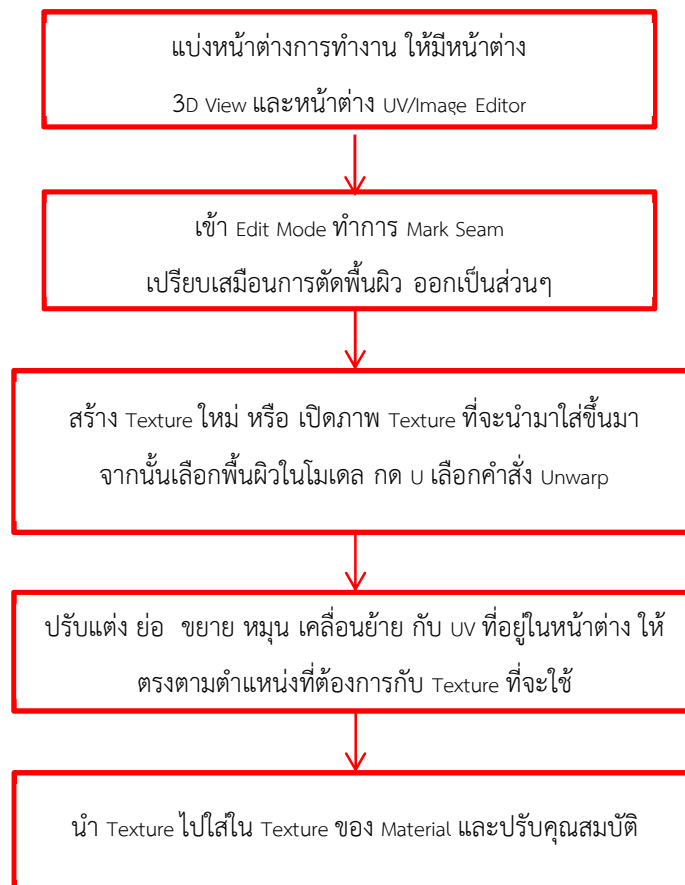 แบ่งหน้าต่างการทำงาน ให้มีหน้าต่าง
3D View และหน้าต่าง UV/Image Editor
เข้า Edit Mode ทำการ Mark Seam
เปรียบเสมือนการตัดพื้นผิว ออกเป็นส่วนๆ
สร้าง Texture ใหม่ หรือ เปิดภาพ Texture ที่จะนำมาใส่ขึ้นมา
จากนั้นเลือกพื้นผิวในโมเดล กด U เลือกคำสั่ง Unwarp
ปรับแต่ง ย่อ ขยาย หมุน เคลื่อนย้าย กับ UV ที่อยู่ในหน้าต่าง ให้
ตรงตามตำแหน่งที่ต้องการกับ Texture ที่จะใช้
นำ Texture ไปใส่ใน Texture ของ Material และปรับคุณสมบัติ